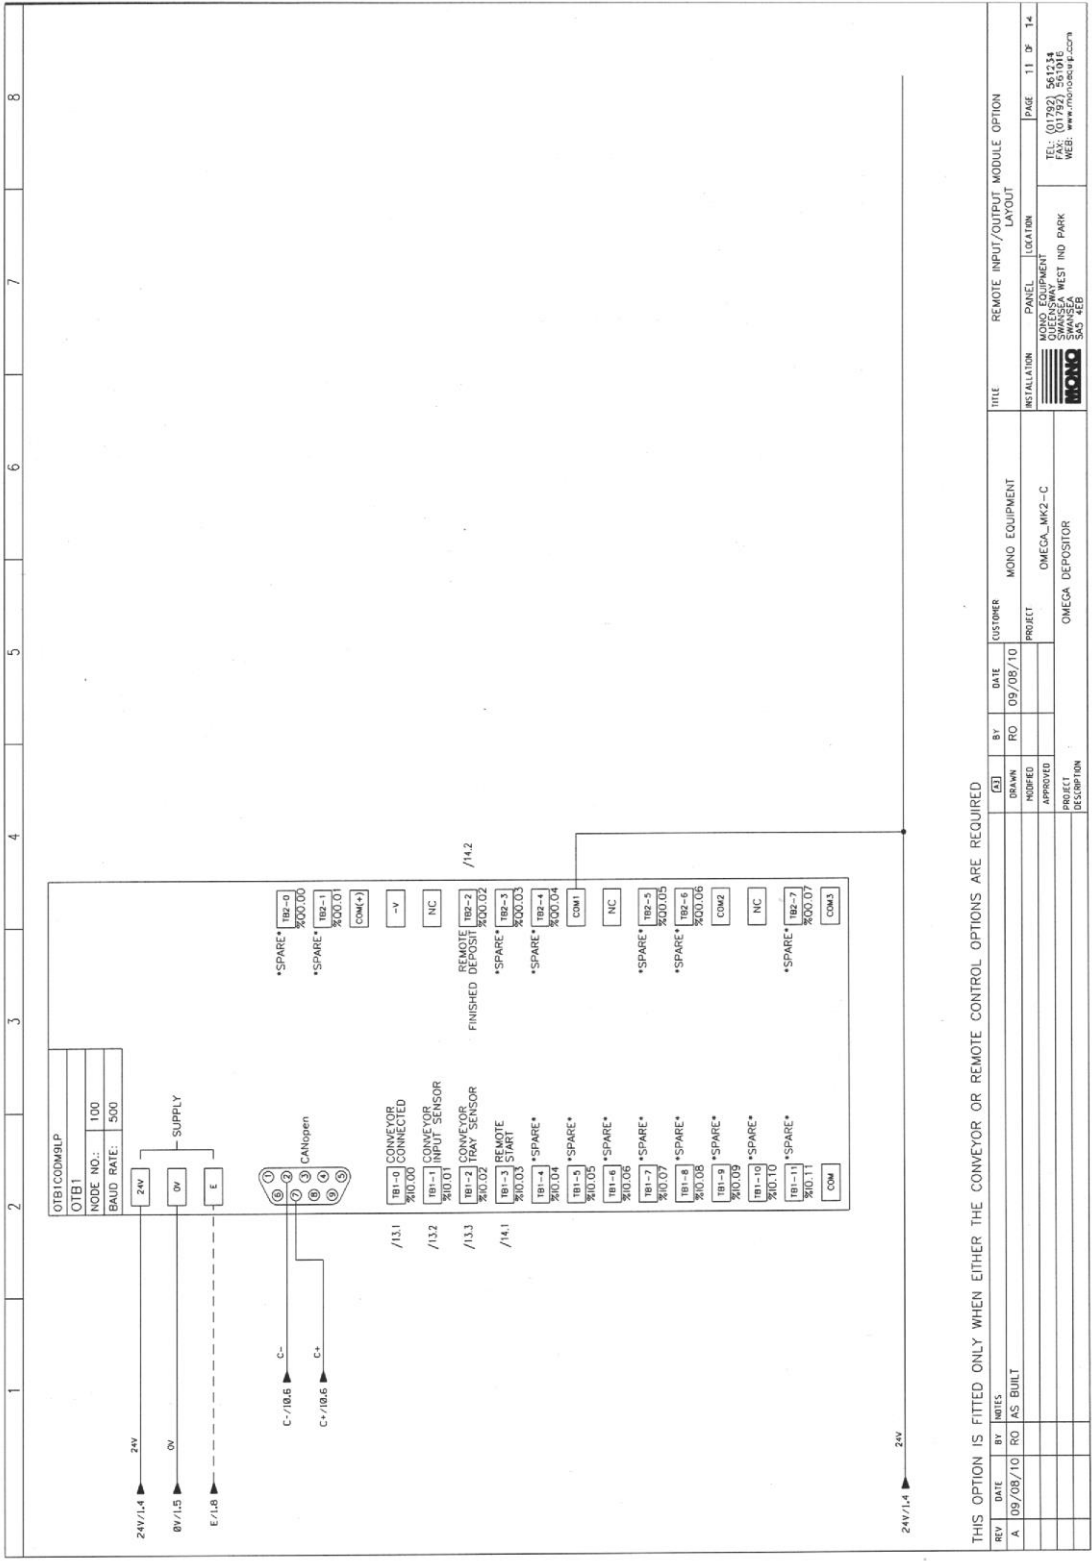 1 2 3 4 5 6 7 8
OTB1CODM9LP
OTB1
NODE NO.: 100
BAUD RATE: 500
24V/1.4 24V 24V
0V/1.5 0V 0V
E/1.8 E
SUPPLY
C-/10.6 C-
C+/10.6 C+
1
6 2
7 3
8 4
9 5
CANopen
/13.1 TB1-0 CONVEYOR CONNECTED
%I0.00
/13.2 TB1-1 CONVEYOR INPUT SENSOR
%I0.01
/13.3 TB1-2 CONVEYOR TRAY SENSOR
%I0.02
/14.1 TB1-3 REMOTE START
%I0.03
TB1-4 *SPARE*
%I0.04
TB1-5 *SPARE*
%I0.05
TB1-6 *SPARE*
%I0.06
TB1-7 *SPARE*
%I0.07
TB1-8 *SPARE*
%I0.08
TB1-9 *SPARE*
%I0.09
TB1-10 *SPARE*
%I0.10
TB1-11 *SPARE*
%I0.11
COM
*SPARE* TB2-0
%Q0.00
*SPARE* TB2-1
%Q0.01
COM(+)
-V
NC
REMOTE
FINISHED DEPOSIT TB2-2 /14.2
%Q0.02
*SPARE* TB2-3
%Q0.03
*SPARE* TB2-4
%Q0.04
COM1
NC
*SPARE* TB2-5
%Q0.05
*SPARE* TB2-6
%Q0.06
COM2
NC
*SPARE* TB2-7
%Q0.07
COM3
24V/1.4 24V
THIS OPTION IS FITTED ONLY WHEN EITHER THE CONVEYOR OR REMOTE CONTROL OPTIONS ARE REQUIRED
REV DATE BY NOTES
A 09/08/10 RO AS BUILT
A3 BY DATE
DRAWN RO 09/08/10
MODIFIED
APPROVED
PROJECT
DESCRIPTION
OMEGA DEPOSITOR
CUSTOMER
MONO EQUIPMENT
PROJECT
OMEGA_MK2-C
TITLE
REMOTE INPUT/OUTPUT MODULE OPTION
LAYOUT
INSTALLATION PANEL LOCATION PAGE 11 OF 14
MONO
MONO EQUIPMENT
QUEENSWAY
SWANSEA WEST IND PARK
SWANSEA
SA5 4EB
TEL: (01792) 561234
FAX: (01792) 561016
WEB: www.monoequip.com